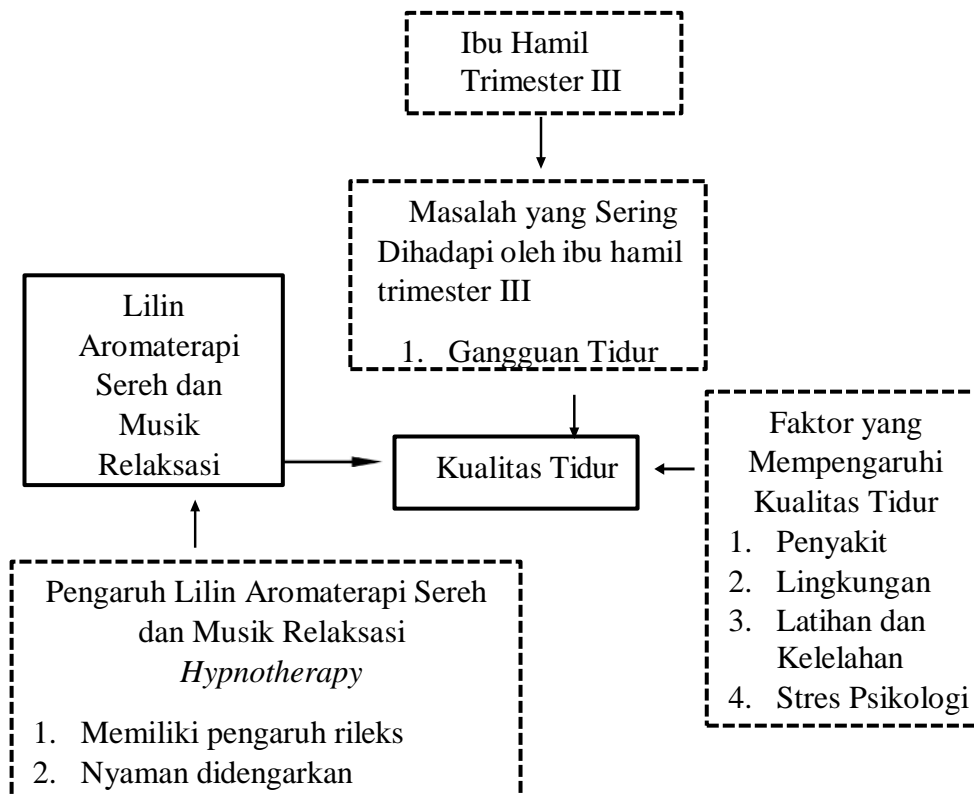 Ibu Hamil
Trimester III
Masalah yang Sering
Dihadapi oleh ibu hamil
trimester III
1. Gangguan Tidur
Lilin
Aromaterapi
Sereh dan
Musik
Relaksasi
Kualitas Tidur
Faktor yang
Mempengaruhi
Kualitas Tidur
1. Penyakit
2. Lingkungan
3. Latihan dan
Kelelahan
4. Stres Psikologi
Pengaruh Lilin Aromaterapi Sereh
dan Musik Relaksasi
Hypnotherapy
1. Memiliki pengaruh rileks
2. Nyaman didengarkan